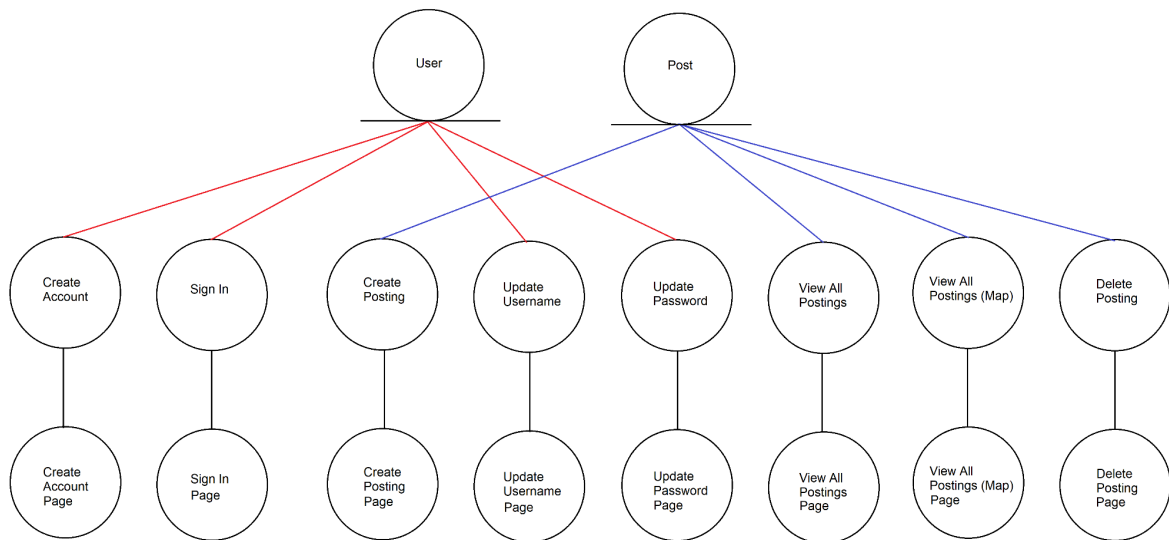 User
Post
Create
Account
Sign In
Create
Posting
Update
Username
Update
Password
View All
Postings
View All
Postings (Map)
Delete
Posting
Create
Account
Page
Sign In
Page
Create
Posting
Page
Update
Username
Page
Update
Password
Page
View All
Postings
Page
View All
Postings (Map)
Page
Delete
Posting
Page